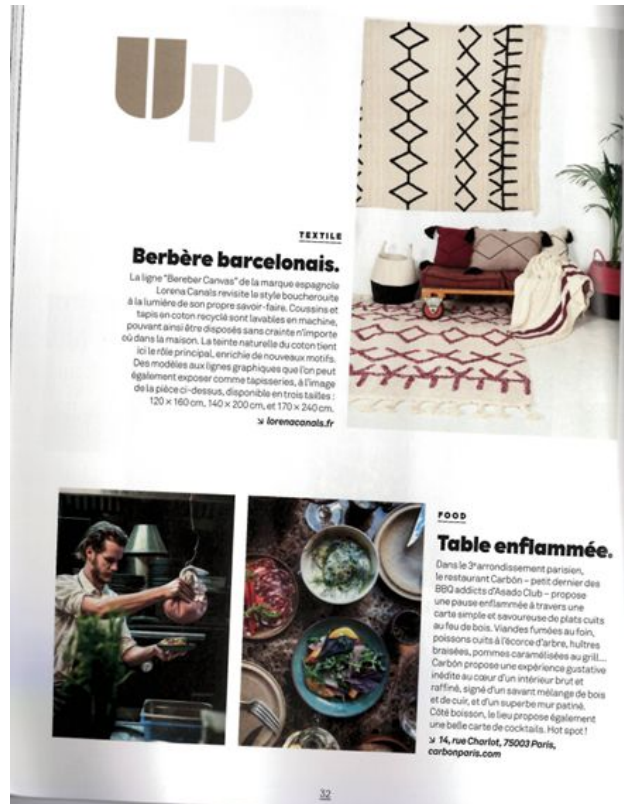 Up
TEXTILE
Berbère barcelonais.
La ligne "Bereber Canvas" de la marque espagnole
Lorena Canals revisite le style boucherouite
à la lumière de son propre savoir-faire. Coussins et
tapis en coton recyclé sont lavables en machine,
pouvant ainsi être disposés sans crainte n'importe
où dans la maison. La teinte naturelle du coton tient
ici le rôle principal, enrichie de nouveaux motifs.
Des modèles aux lignes graphiques que l'on peut
également exposer comme tapisseries, à l'image
de la pièce ci-dessus, disponible en trois tailles :
120 x 160 cm, 140 x 200 cm, et 170 x 240 cm.
↘ lorenacanals.fr
FOOD
Table enflammée.
Dans le 3e arrondissement parisien,
le restaurant Carbón – petit dernier des
BBQ addicts d'Asado Club – propose
une pause enflammée à travers une
carte simple et savoureuse de plats cuits
au feu de bois. Viandes fumées au foin,
poissons cuits à l'écorce d'arbre, huîtres
braisées, pommes caramélisées au grill...
Carbón propose une expérience gustative
inédite au cœur d'un intérieur brut et
raffiné, signé d'un savant mélange de bois
et de cuir, et d'un superbe mur patiné.
Côté boisson, le lieu propose également
une belle carte de cocktails. Hot spot !
↘ 14, rue Charlot, 75003 Paris,
carbonparis.com
32